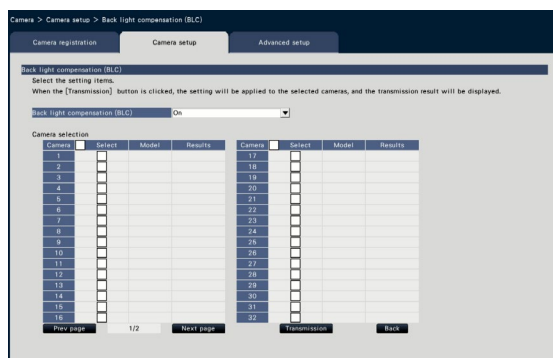 Camera > Camera setup > Back light compensation (BLC)
Camera registration Camera setup Advanced setup
Back light compensation (BLC)
Select the setting items.
When the [Transmission] button is clicked, the setting will be applied to the selected cameras, and the transmission result will be displayed.
Back light compensation (BLC) On
Camera selection
Camera Select Model Results Camera Select Model Results
1 17
2 18
3 19
4 20
5 21
6 22
7 23
8 24
9 25
10 26
11 27
12 28
13 29
14 30
15 31
16 32
Prev page 1/2 Next page Transmission Back